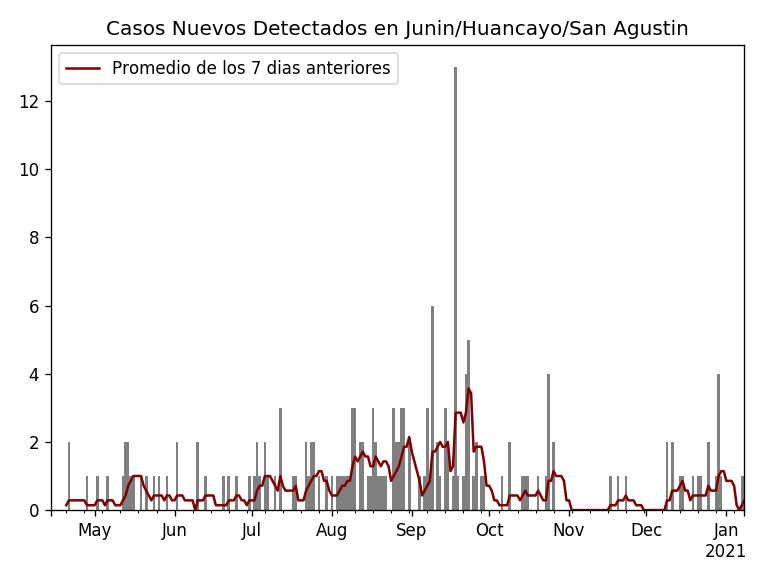 Casos Nuevos Detectados en Junin/Huancayo/San Agustin
Promedio de los 7 dias anteriores
12
10
8
6
4
2
0
May Jun Jul Aug Sep Oct Nov Dec Jan
2021